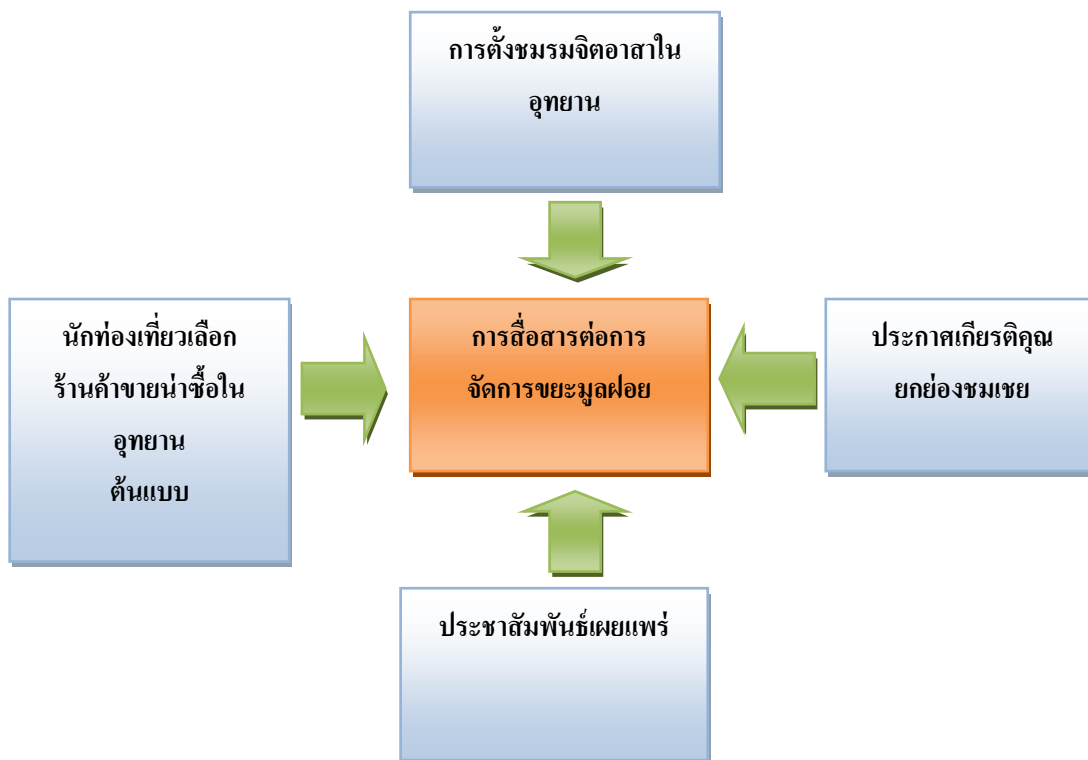 การตั้งชมรมจิตอาสาใน
อุทยาน
นักท่องเที่ยวเลือก
ร้านค้าขายน่าซื้อใน
อุทยาน
ต้นแบบ
การสื่อสารต่อการ
จัดการขยะมูลฝอย
ประกาศเกียรติคุณ
ยกย่องชมเชย
ประชาสัมพันธ์เผยแพร่